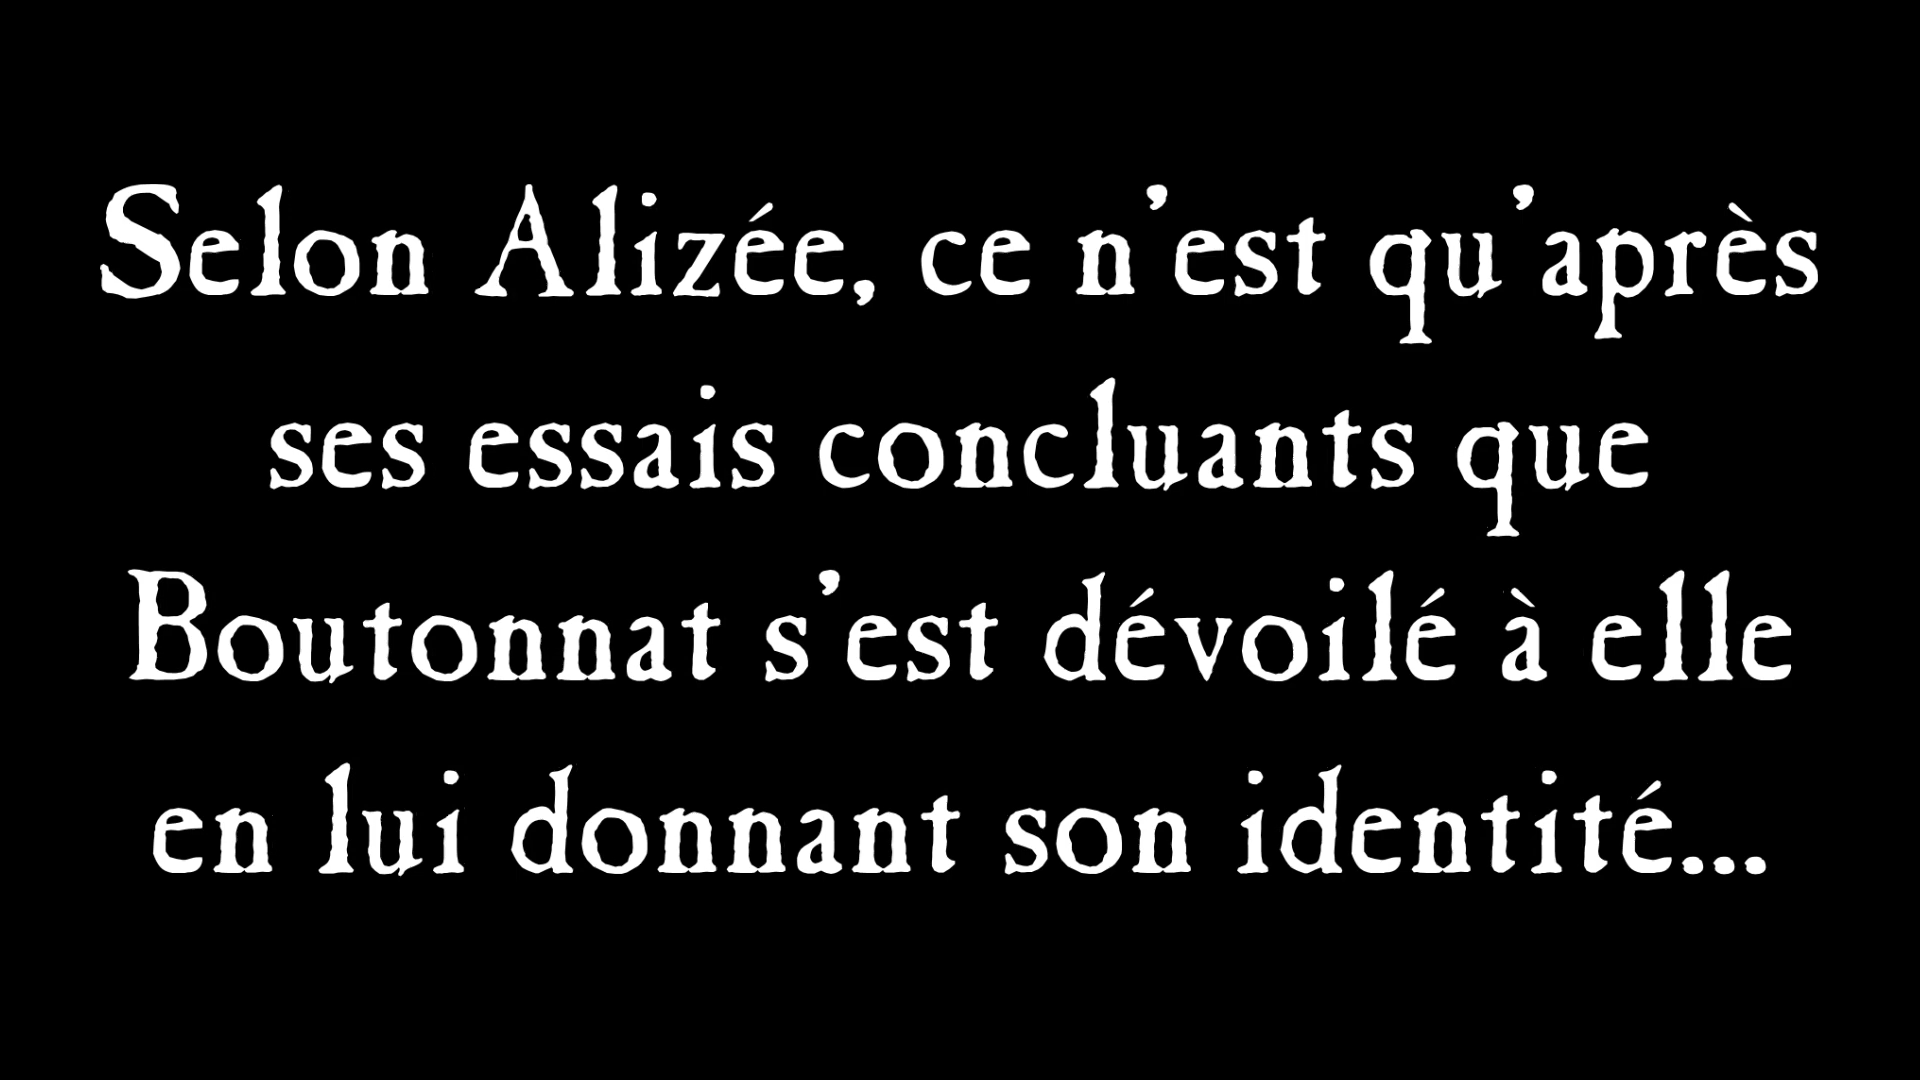 Selon Alizée, ce n’est qu’après
ses essais concluants que
Boutonnat s’est dévoilé à elle
en lui donnant son identité...